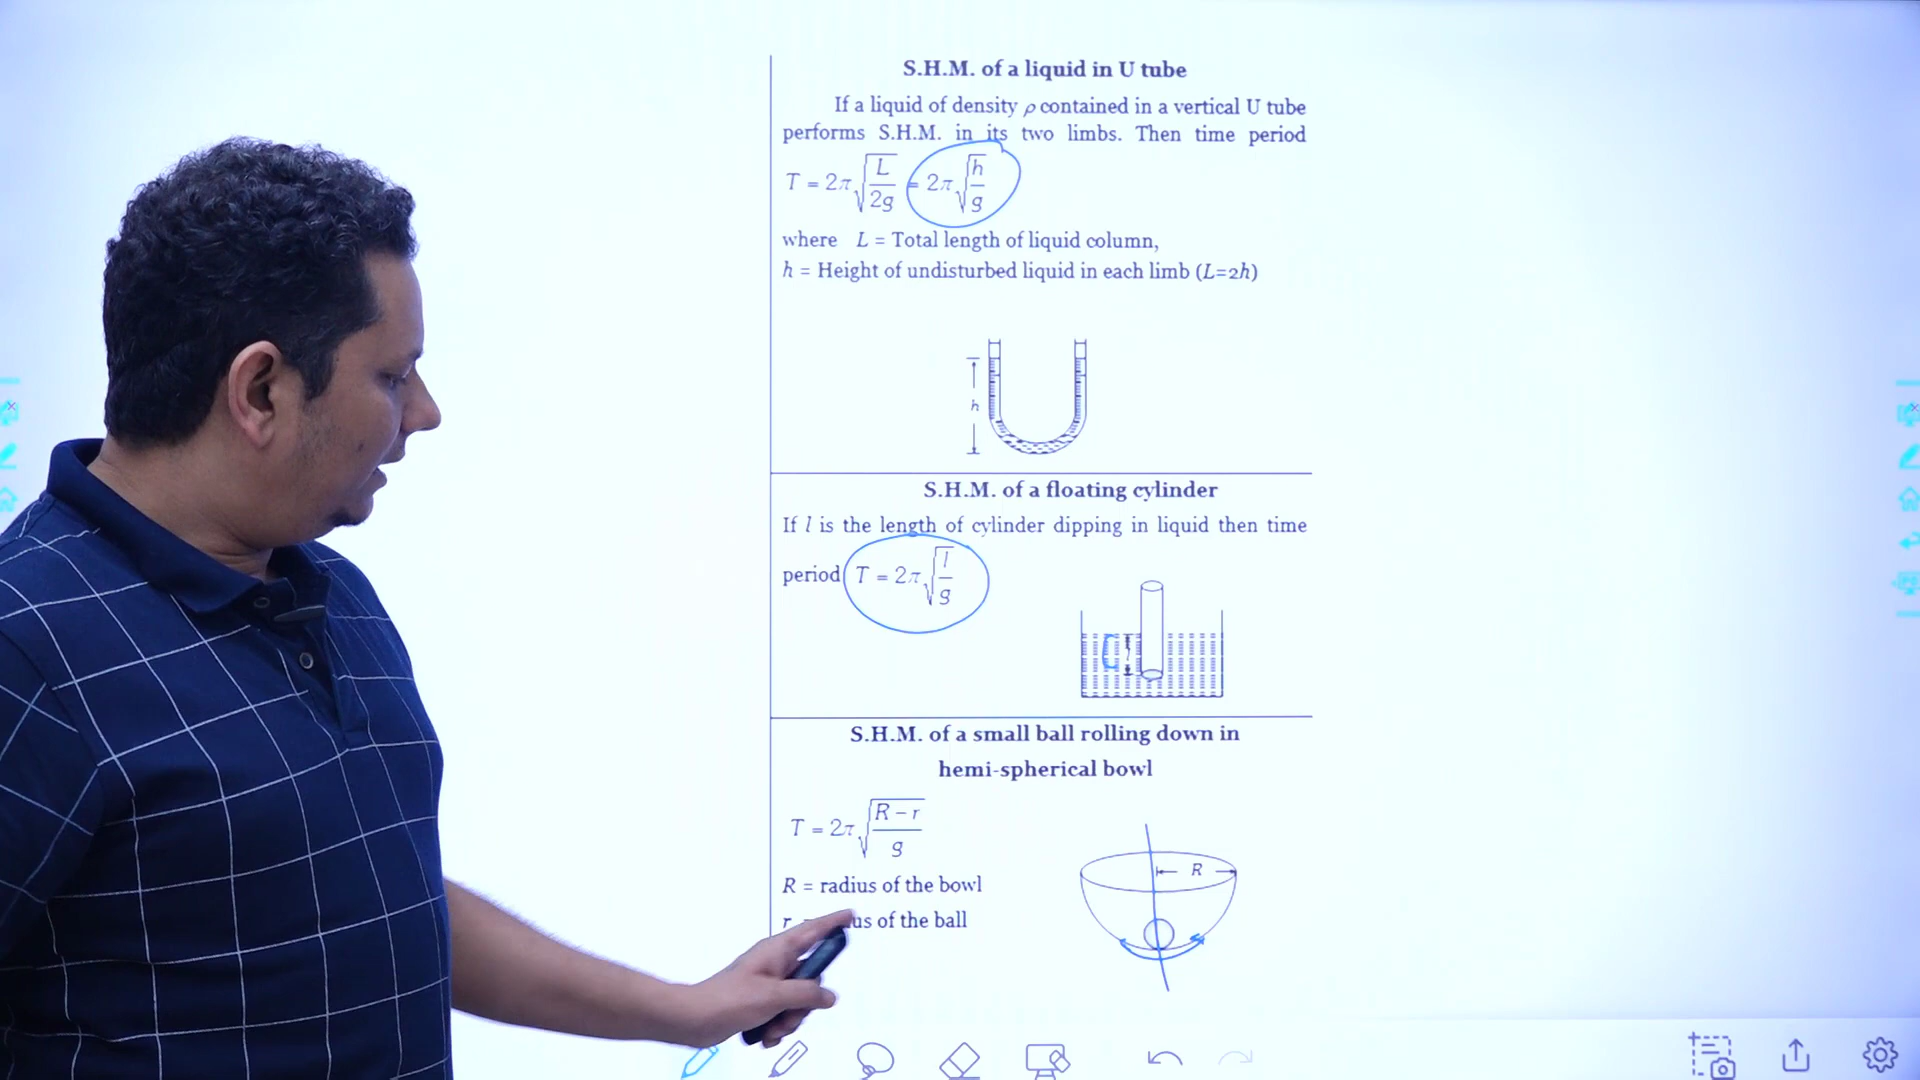 S.H.M. of a liquid in U tube
If a liquid of density ρ contained in a vertical U tube
performs S.H.M. in its two limbs. Then time period
T = 2π√(L/2g) = 2π√(h/g)
where L = Total length of liquid column,
h = Height of undisturbed liquid in each limb (L=2h)
h
S.H.M. of a floating cylinder
If l is the length of cylinder dipping in liquid then time
period T = 2π√(l/g)
l
S.H.M. of a small ball rolling down in
hemi-spherical bowl
T = 2π√((R – r)/g)
R
R = radius of the bowl
r of the ball